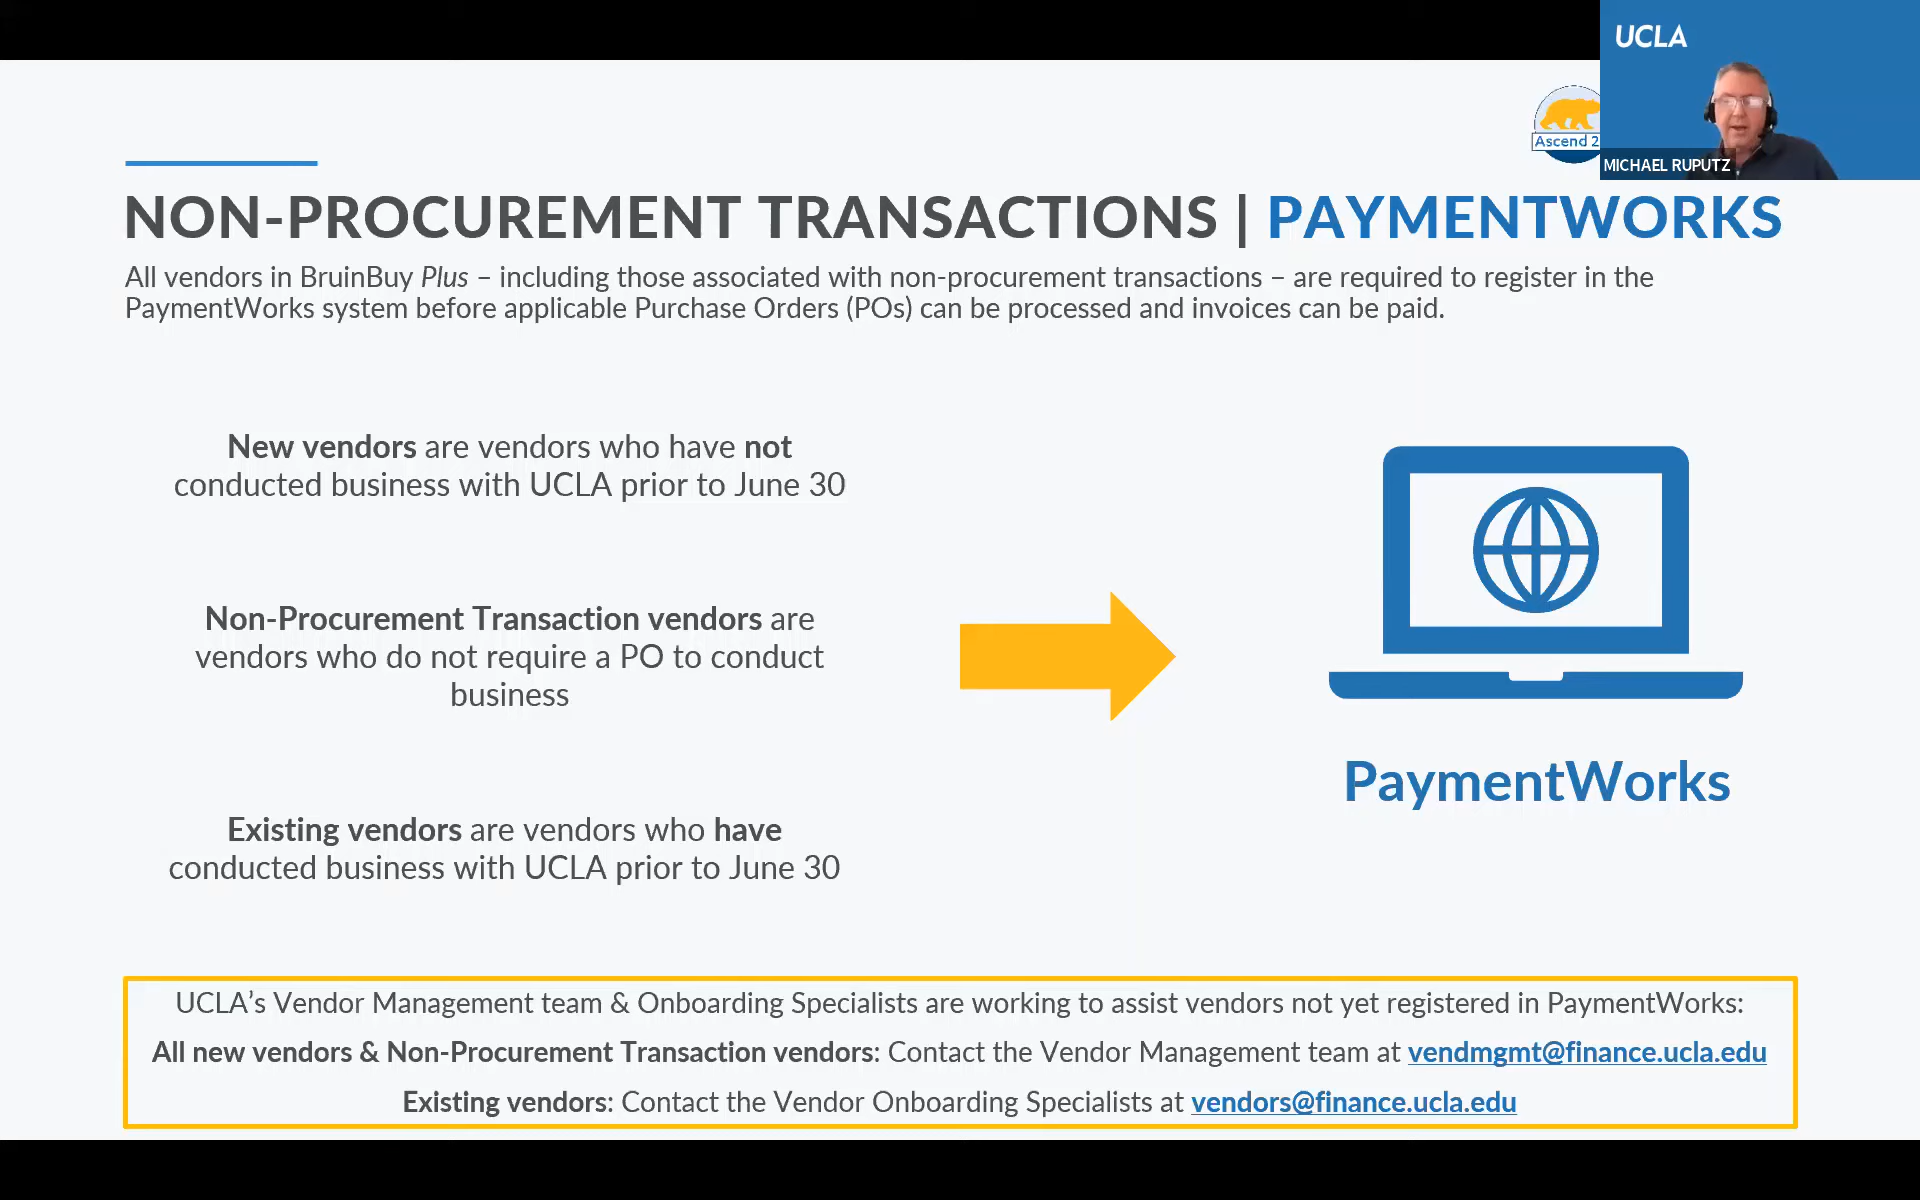 UCLA
Ascend 2
MICHAEL RUPUTZ
NON-PROCUREMENT TRANSACTIONS | PAYMENTWORKS
All vendors in BruinBuy Plus – including those associated with non-procurement transactions – are required to register in the
PaymentWorks system before applicable Purchase Orders (POs) can be processed and invoices can be paid.
New vendors are vendors who have not
conducted business with UCLA prior to June 30
Non-Procurement Transaction vendors are
vendors who do not require a PO to conduct
business
Existing vendors are vendors who have
conducted business with UCLA prior to June 30
PaymentWorks
UCLA’s Vendor Management team & Onboarding Specialists are working to assist vendors not yet registered in PaymentWorks:
All new vendors & Non-Procurement Transaction vendors: Contact the Vendor Management team at vendmgmt@finance.ucla.edu
Existing vendors: Contact the Vendor Onboarding Specialists at vendors@finance.ucla.edu